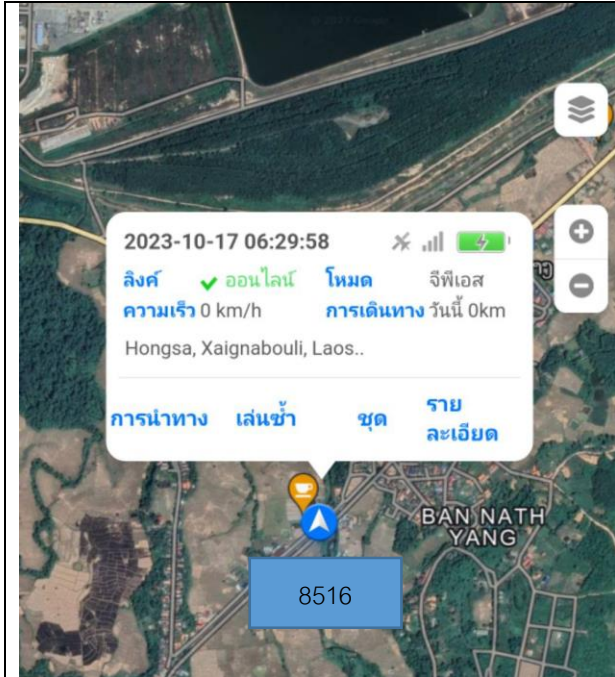 2023-10-17 06:29:58
ลิงค์ ออนไลน์ โหมด จีพีเอส
ความเร็ว 0 km/h การเดินทาง วันนี้ 0km
Hongsa, Xaignabouli, Laos..
การนำทาง เล่นซ้ำ ชุด ราย
ละเอียด
BAN NATH
YANG
8516